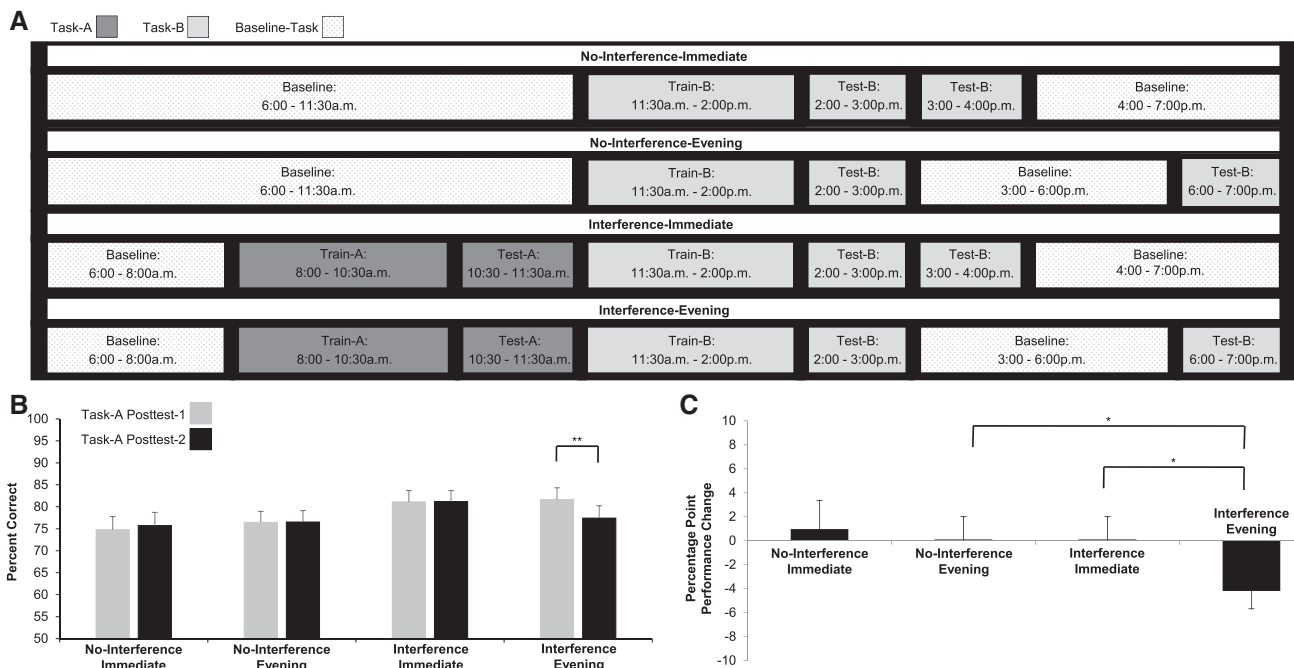 A
Task-A
Task-B
Baseline-Task
No-Interference-Immediate
Baseline:
6:00 - 11:30a.m.
Train-B:
11:30a.m. - 2:00p.m.
Test-B:
2:00 - 3:00p.m.
Test-B:
3:00 - 4:00p.m.
Baseline:
4:00 - 7:00p.m.
No-Interference-Evening
Baseline:
6:00 - 11:30a.m.
Train-B:
11:30a.m. - 2:00p.m.
Test-B:
2:00 - 3:00p.m.
Baseline:
3:00 - 6:00p.m.
Test-B:
6:00 - 7:00p.m.
Interference-Immediate
Baseline:
6:00 - 8:00a.m.
Train-A:
8:00 - 10:30a.m.
Test-A:
10:30 - 11:30a.m.
Train-B:
11:30a.m. - 2:00p.m.
Test-B:
2:00 - 3:00p.m.
Test-B:
3:00 - 4:00p.m.
Baseline:
4:00 - 7:00p.m.
Interference-Evening
Baseline:
6:00 - 8:00a.m.
Train-A:
8:00 - 10:30a.m.
Test-A:
10:30 - 11:30a.m.
Train-B:
11:30a.m. - 2:00p.m.
Test-B:
2:00 - 3:00p.m.
Baseline:
3:00 - 6:00p.m.
Test-B:
6:00 - 7:00p.m.
B
Task-A Posttest-1
Task-A Posttest-2
Percent Correct
100
95
90
85
80
75
70
65
60
55
50
**
No-Interference
Immediate
No-Interference
Evening
Interference
Immediate
Interference
Evening
C
Percentage Point
Performance Change
10
8
6
4
2
0
-2
-4
-6
-8
-10
*
*
No-Interference
Immediate
No-Interference
Evening
Interference
Immediate
Interference
Evening